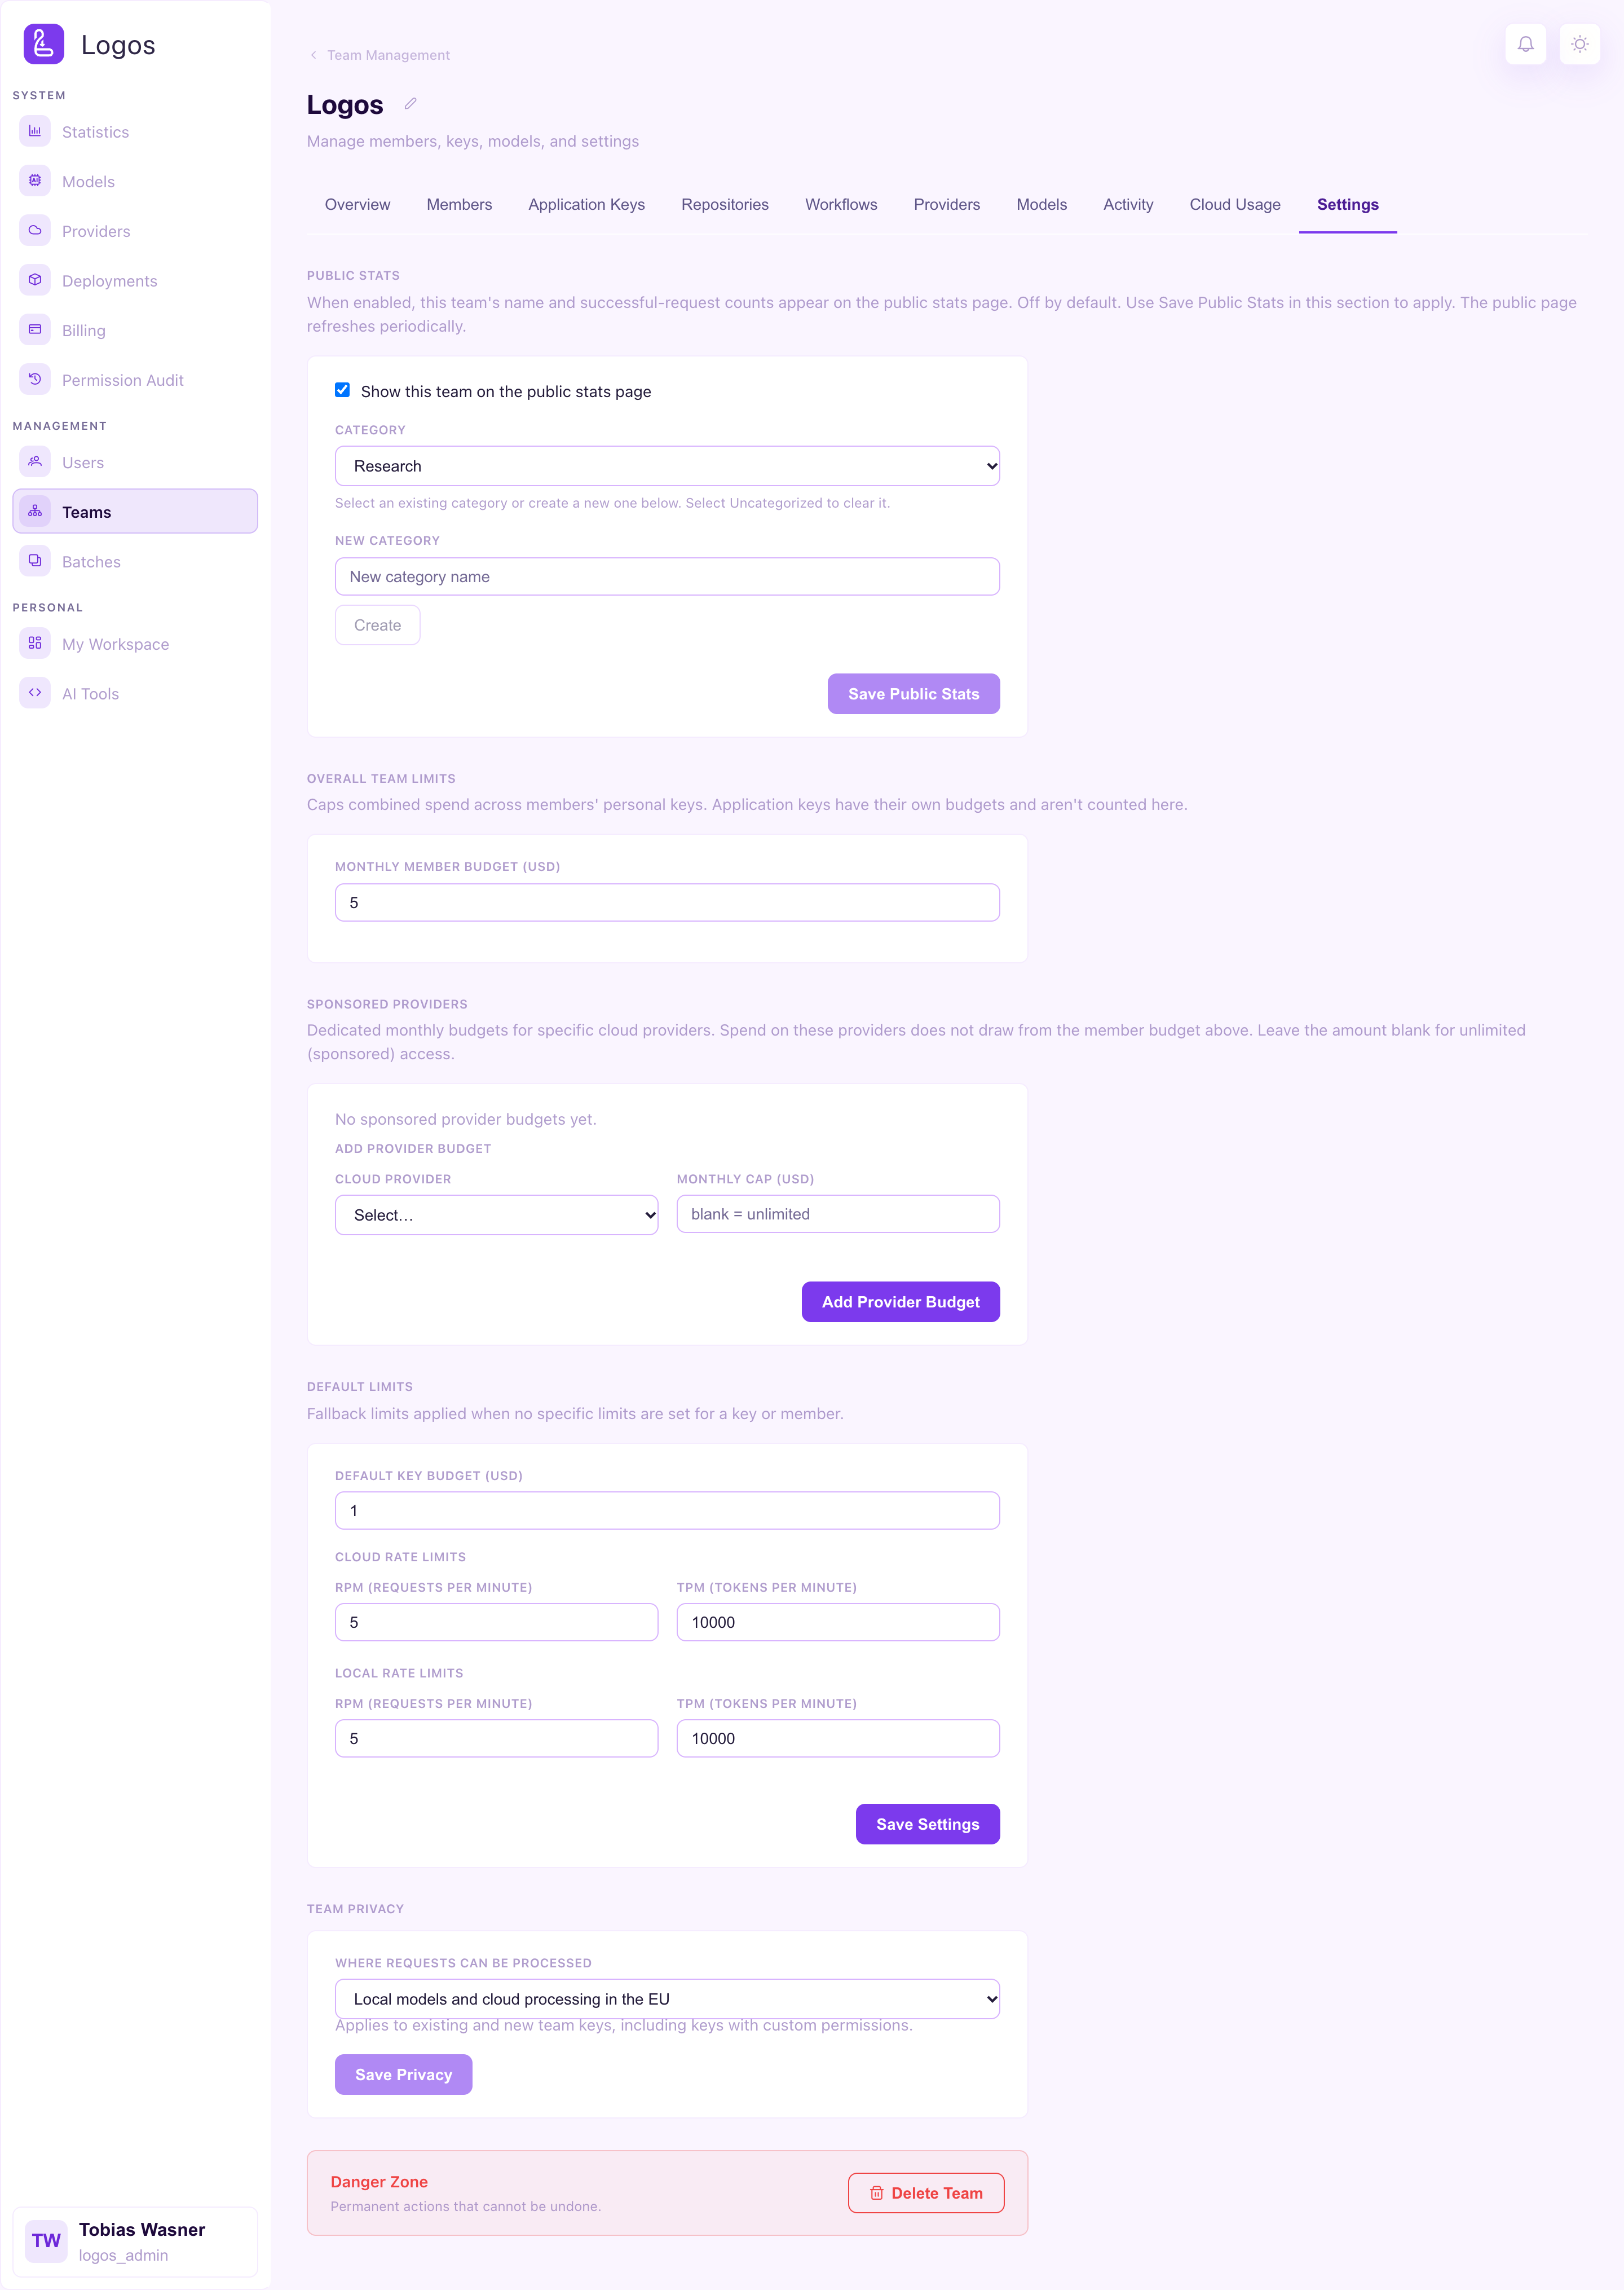 Logos
SYSTEM
Statistics
Models
Providers
Deployments
Billing
Permission Audit
MANAGEMENT
Users
Teams
Batches
PERSONAL
My Workspace
AI Tools
TW
Tobias Wasner
logos_admin
Team Management
Logos
Manage members, keys, models, and settings
Overview Members Application Keys Repositories Workflows Providers Models Activity Cloud Usage Settings
PUBLIC STATS
When enabled, this team's name and successful-request counts appear on the public stats page. Off by default. Use Save Public Stats in this section to apply. The public page
refreshes periodically.
Show this team on the public stats page
CATEGORY
Research
Select an existing category or create a new one below. Select Uncategorized to clear it.
NEW CATEGORY
New category name
Create
Save Public Stats
OVERALL TEAM LIMITS
Caps combined spend across members' personal keys. Application keys have their own budgets and aren't counted here.
MONTHLY MEMBER BUDGET (USD)
5
SPONSORED PROVIDERS
Dedicated monthly budgets for specific cloud providers. Spend on these providers does not draw from the member budget above. Leave the amount blank for unlimited
(sponsored) access.
No sponsored provider budgets yet.
ADD PROVIDER BUDGET
CLOUD PROVIDER MONTHLY CAP (USD)
Select... blank = unlimited
Add Provider Budget
DEFAULT LIMITS
Fallback limits applied when no specific limits are set for a key or member.
DEFAULT KEY BUDGET (USD)
1
CLOUD RATE LIMITS
RPM (REQUESTS PER MINUTE) TPM (TOKENS PER MINUTE)
5 10000
LOCAL RATE LIMITS
RPM (REQUESTS PER MINUTE) TPM (TOKENS PER MINUTE)
5 10000
Save Settings
TEAM PRIVACY
WHERE REQUESTS CAN BE PROCESSED
Local models and cloud processing in the EU
Applies to existing and new team keys, including keys with custom permissions.
Save Privacy
Danger Zone
Permanent actions that cannot be undone.
Delete Team